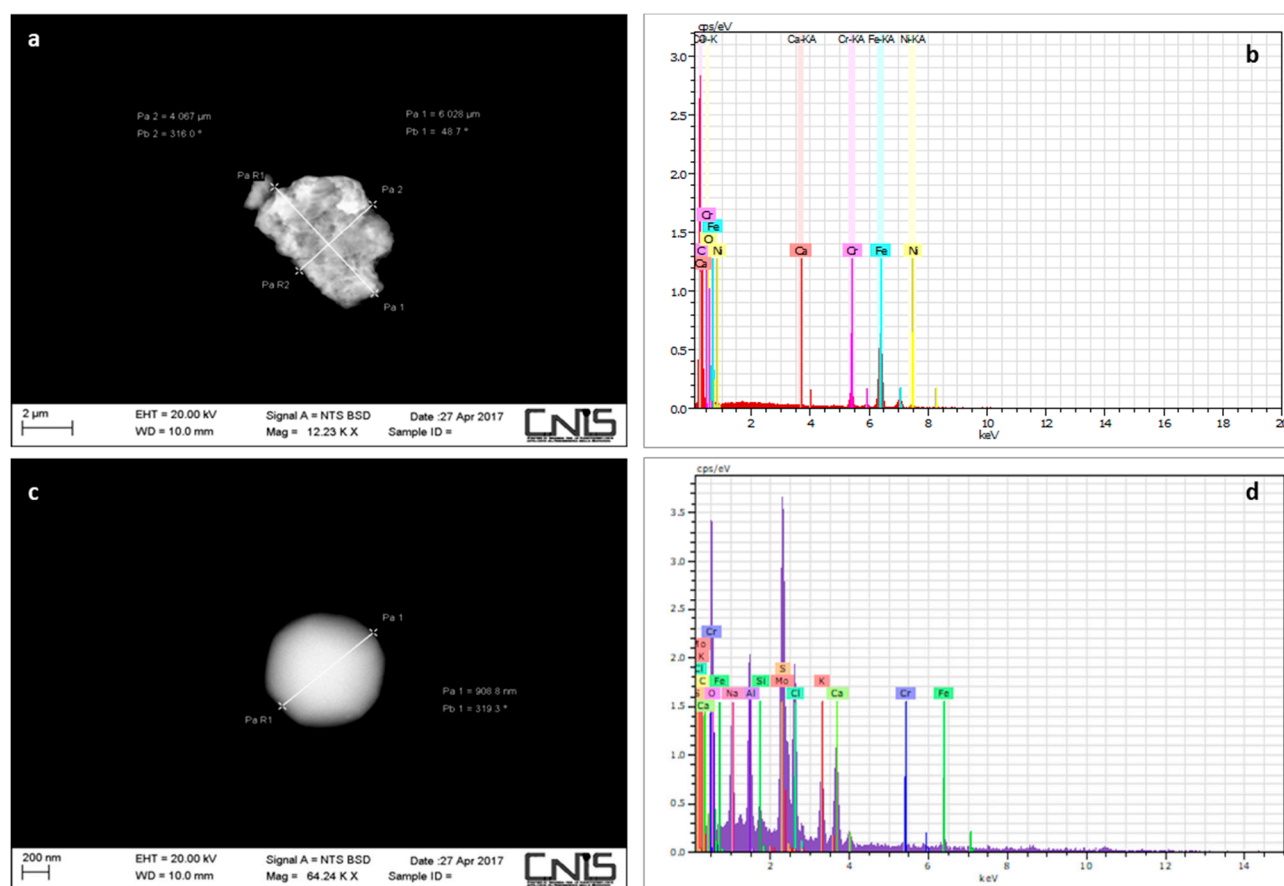 a
Pa 2 = 4.067 µm
Pb 2 = 316.0 °
Pa 1 = 6.028 µm
Pb 1 = 48.7 °
Pa R1
Pa 2
Pa R2
Pa 1
2 µm
EHT = 20.00 kV
WD = 10.0 mm
Signal A = NTS BSD
Mag = 12.23 K X
Date :27 Apr 2017
Sample ID =
CNIS
b
cps/eV
O-K Ca-KA Cr-KA Fe-KA Ni-KA
3.0
2.5
2.0
1.5
1.0
0.5
0.0
Cr
Fe
O
C Ni Ca Cr Fe Ni
Ca
2 4 6 8 10 12 14 16 18 20
keV
c
Pa 1
Pa 1 = 908.8 nm
Pb 1 = 319.3 °
Pa R1
200 nm
EHT = 20.00 kV
WD = 10.0 mm
Signal A = NTS BSD
Mag = 64.24 K X
Date :27 Apr 2017
Sample ID =
CNIS
d
cps/eV
3.5
3.0
2.5
2.0
1.5
1.0
0.5
0.0
Cr
Mo
K S
Cl
C Fe Si Mo K
S O Na Al Cl Ca Cr Fe
Ca
2 4 6 8 10 12 14
keV